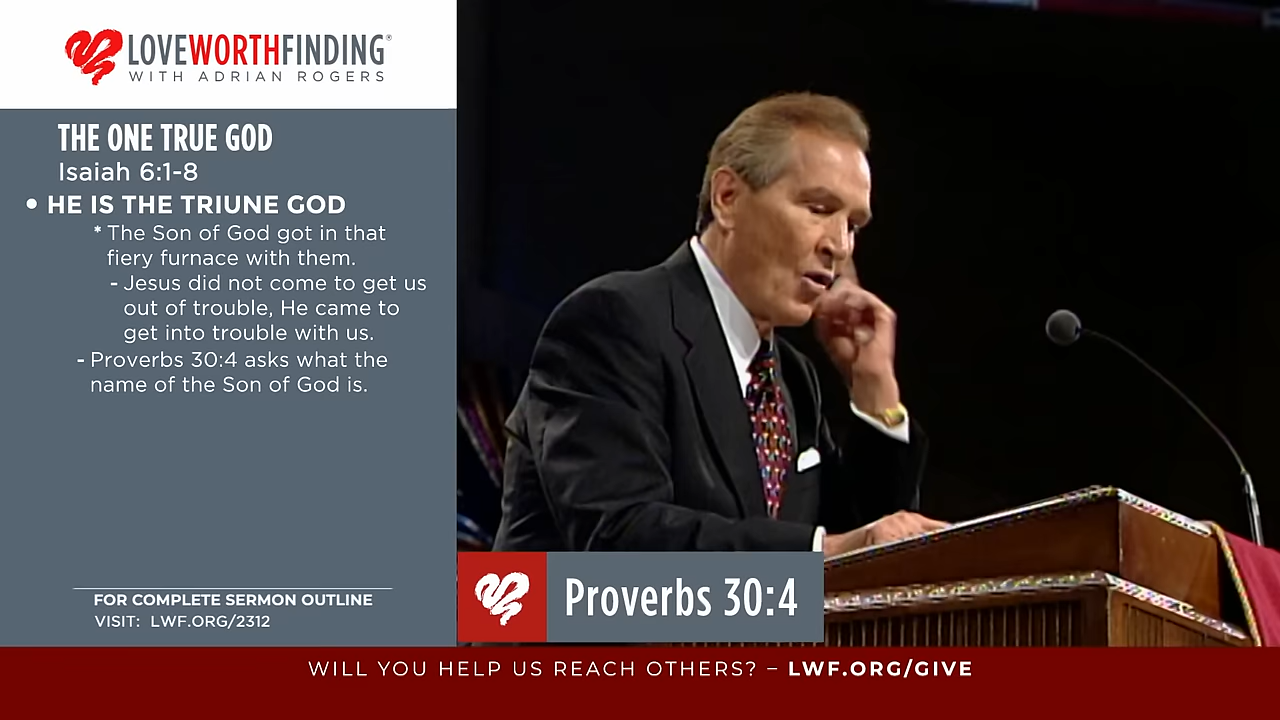 LOVEWORTHFINDING®
WITH ADRIAN ROGERS
THE ONE TRUE GOD
Isaiah 6:1-8
• HE IS THE TRIUNE GOD
* The Son of God got in that
fiery furnace with them.
- Jesus did not come to get us
out of trouble, He came to
get into trouble with us.
- Proverbs 30:4 asks what the
name of the Son of God is.
FOR COMPLETE SERMON OUTLINE
VISIT: LWF.ORG/2312
Proverbs 30:4
WILL YOU HELP US REACH OTHERS? – LWF.ORG/GIVE